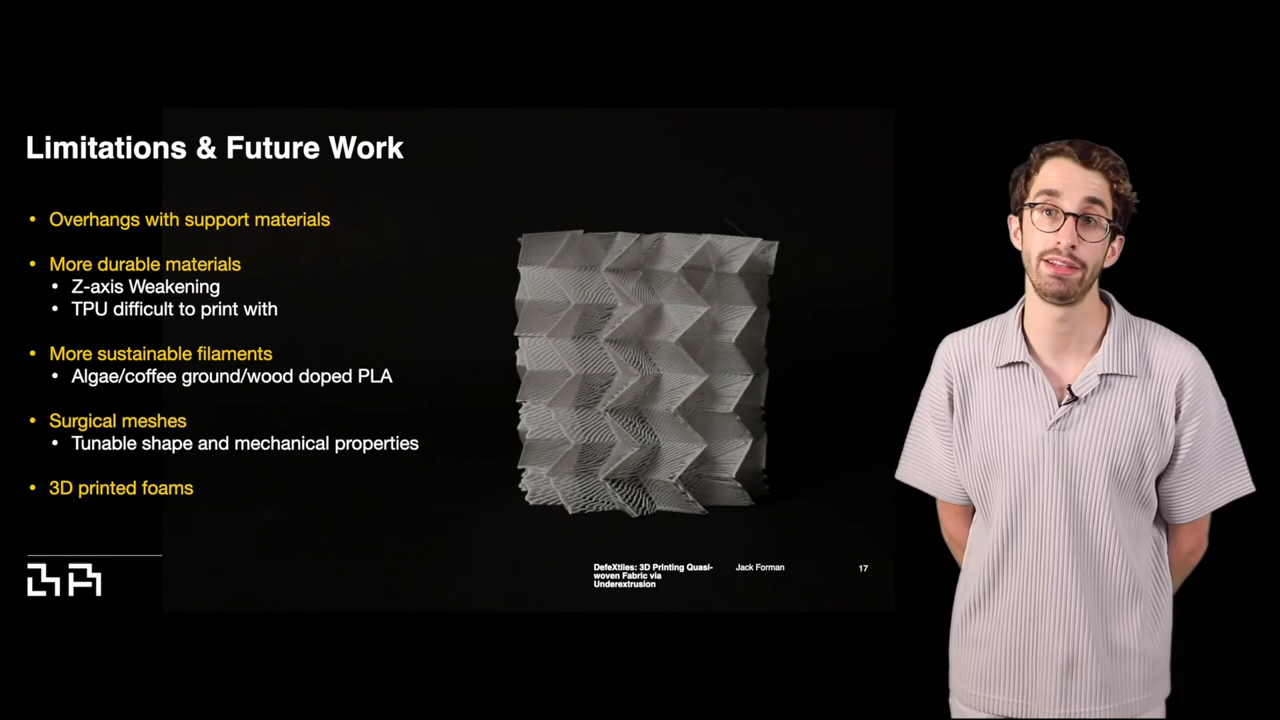 Limitations & Future Work
• Overhangs with support materials
• More durable materials
• Z-axis Weakening
• TPU difficult to print with
• More sustainable filaments
• Algae/coffee ground/wood doped PLA
• Surgical meshes
• Tunable shape and mechanical properties
• 3D printed foams
DefeXtiles: 3D Printing Quasi-
woven Fabric via
Underextrusion
Jack Forman
17